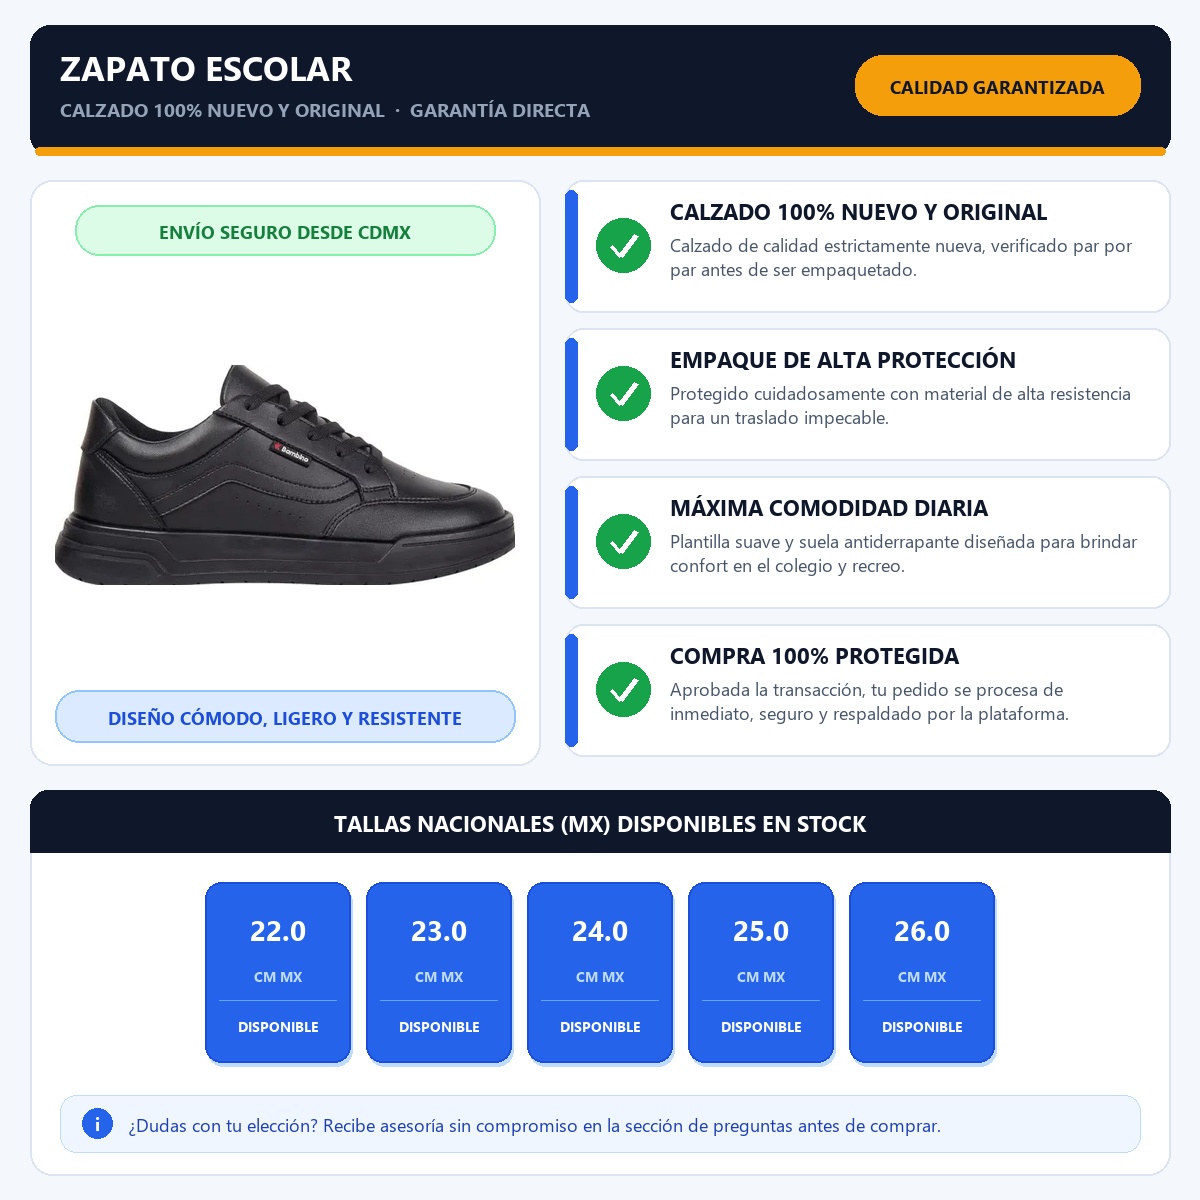 ZAPATO ESCOLAR
CALZADO 100% NUEVO Y ORIGINAL · GARANTÍA DIRECTA
CALIDAD GARANTIZADA
ENVÍO SEGURO DESDE CDMX
Bambino
DISEÑO CÓMODO, LIGERO Y RESISTENTE
CALZADO 100% NUEVO Y ORIGINAL
Calzado de calidad estrictamente nueva, verificado par por
par antes de ser empaquetado.
EMPAQUE DE ALTA PROTECCIÓN
Protegido cuidadosamente con material de alta resistencia
para un traslado impecable.
MÁXIMA COMODIDAD DIARIA
Plantilla suave y suela antiderrapante diseñada para brindar
confort en el colegio y recreo.
COMPRA 100% PROTEGIDA
Aprobada la transacción, tu pedido se procesa de
inmediato, seguro y respaldado por la plataforma.
TALLAS NACIONALES (MX) DISPONIBLES EN STOCK
22.0
CM MX
DISPONIBLE
23.0
CM MX
DISPONIBLE
24.0
CM MX
DISPONIBLE
25.0
CM MX
DISPONIBLE
26.0
CM MX
DISPONIBLE
¿Dudas con tu elección? Recibe asesoría sin compromiso en la sección de preguntas antes de comprar.